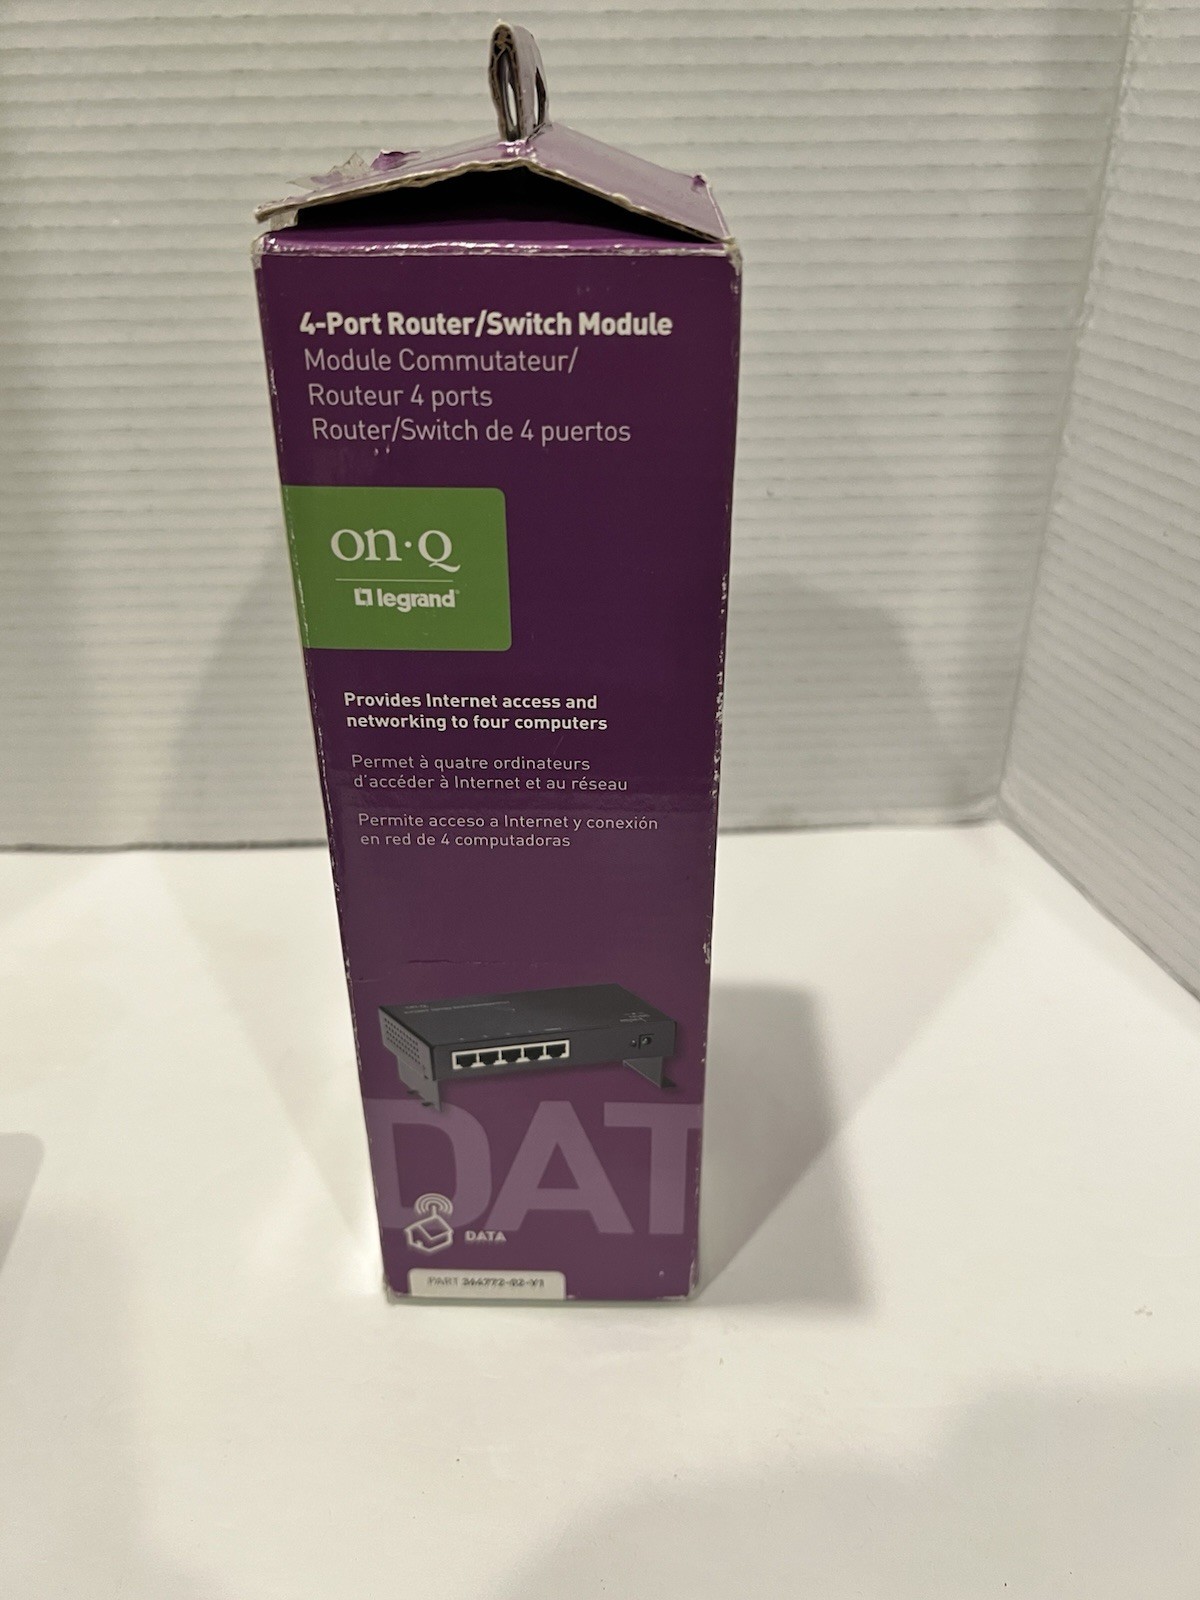 4-Port Router/Switch Module
Module Commutateur/
Routeur 4 ports
Router/Switch de 4 puertos
on·Q
legrand®
Provides Internet access and
networking to four computers
Permet à quatre ordinateurs
d'accéder à Internet et au réseau
Permite acceso a Internet y conexión
en red de 4 computadoras
DAT
DATA
PART